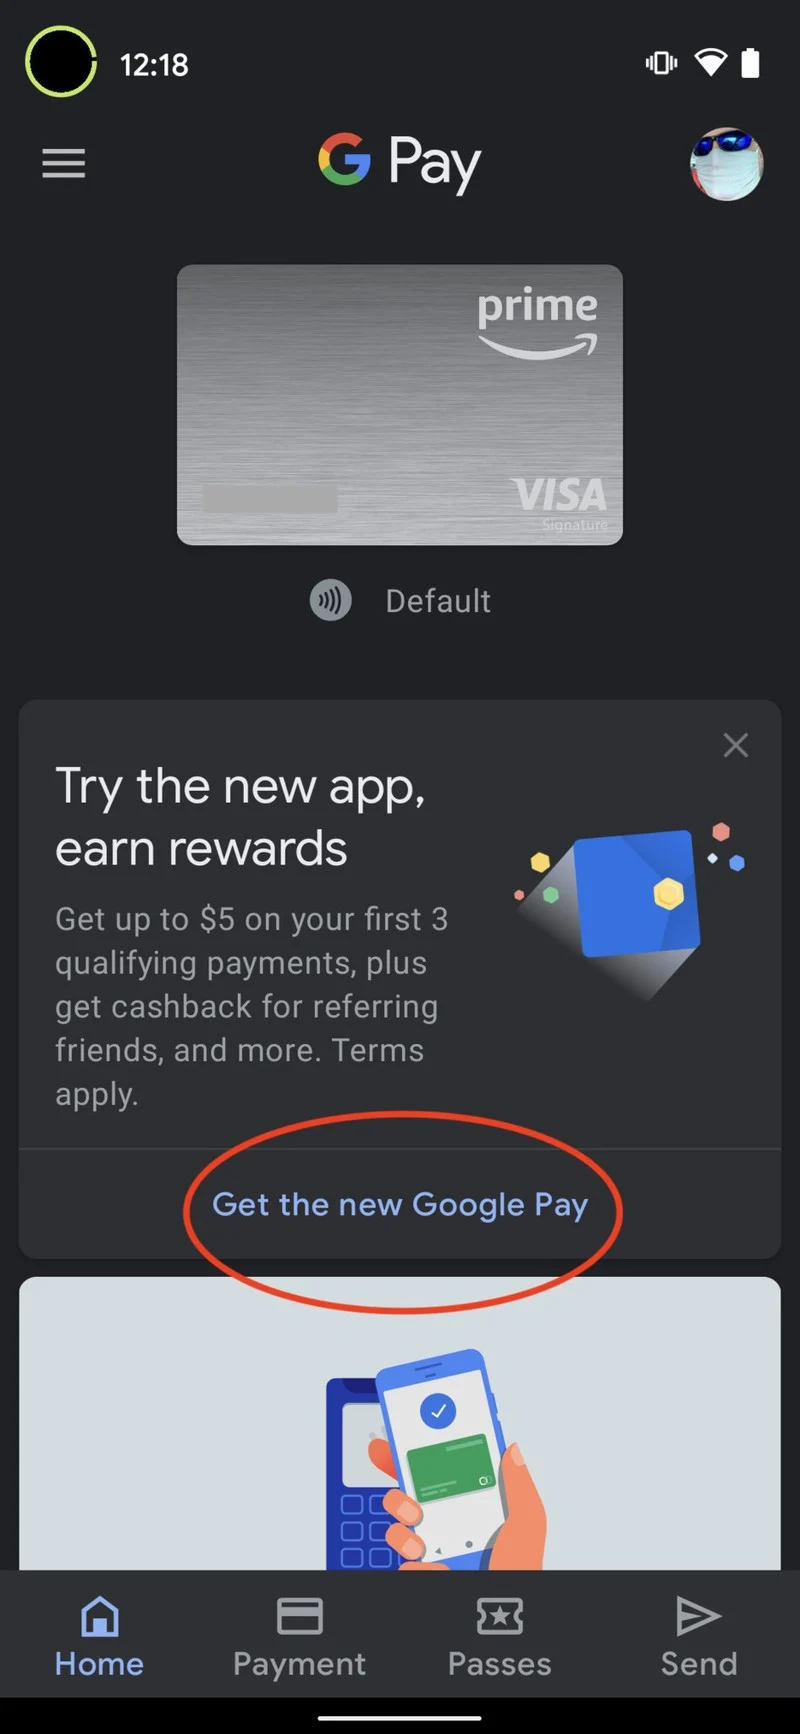 12:18
G Pay
prime
VISA
Signature
Default
Try the new app,
earn rewards
Get up to $5 on your first 3
qualifying payments, plus
get cashback for referring
friends, and more. Terms
apply.
Get the new Google Pay
Home
Payment
Passes
Send